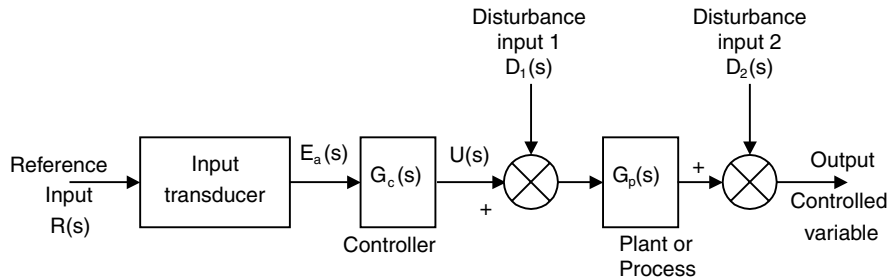 Disturbance
input 1
D₁(s)
Disturbance
input 2
D₂(s)
Reference
Input
R(s)
Input
transducer
Eₐ(s)
G꜀(s)
Controller
U(s)
+
Gₚ(s)
Plant or
Process
+
Output
Controlled
variable